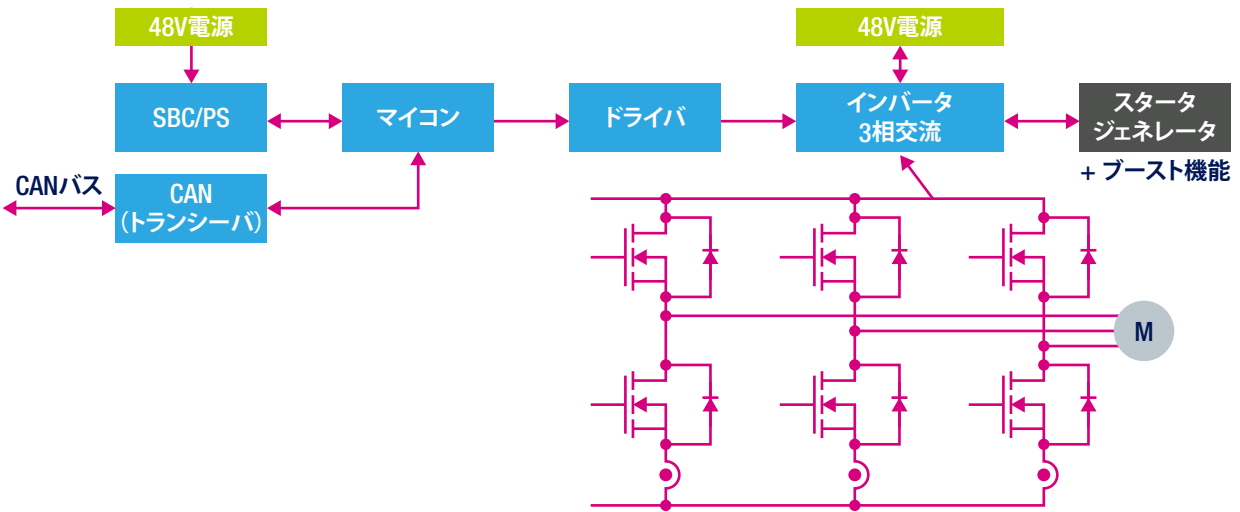 48V電源
48V電源
SBC/PS
マイコン
ドライバ
インバータ
3相交流
スタータ
ジェネレータ
+ ブースト機能
CANバス
CAN
(トランシーバ)
M